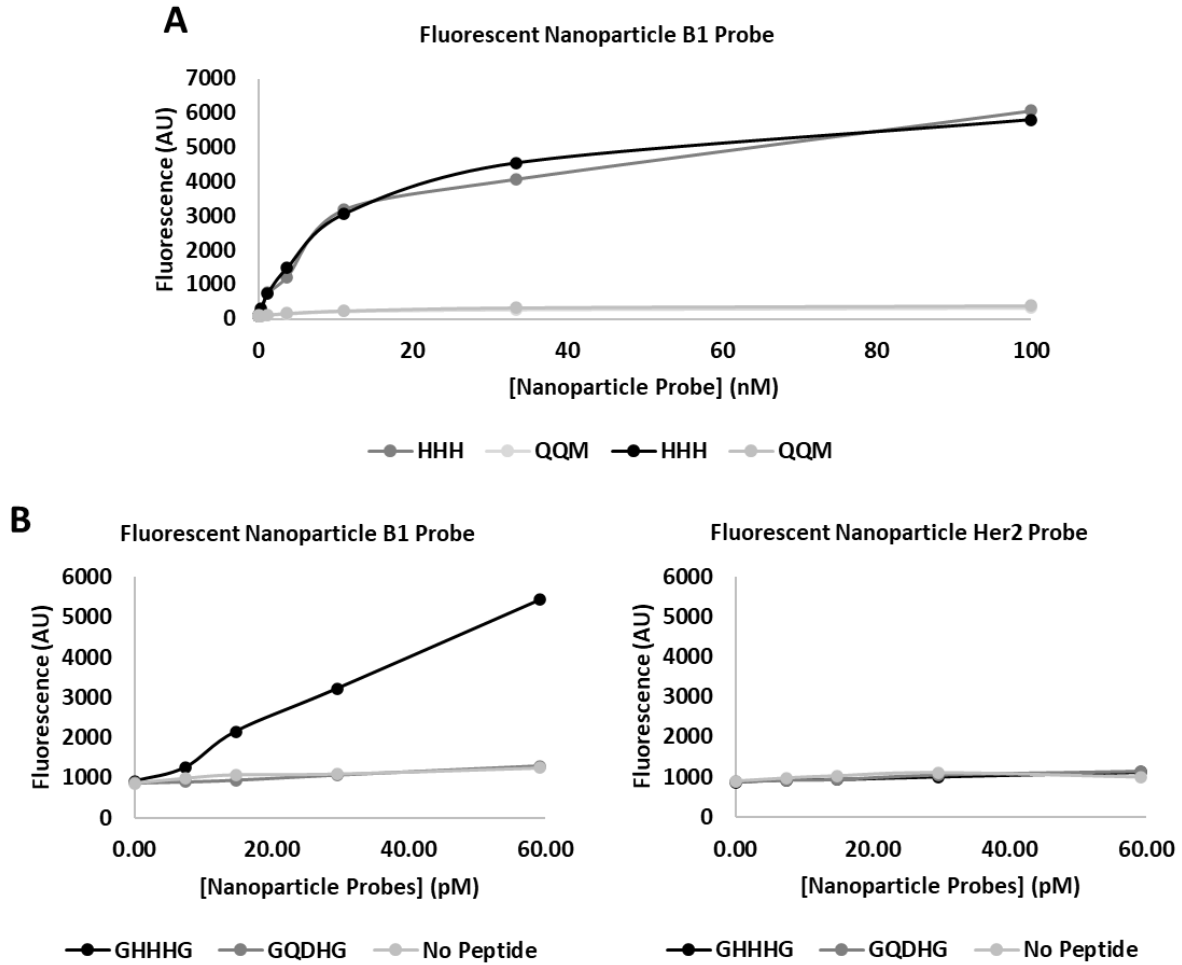 A
Fluorescent Nanoparticle B1 Probe
Fluorescence (AU)
7000
6000
5000
4000
3000
2000
1000
0
0 20 40 60 80 100
[Nanoparticle Probe] (nM)
HHH QQM HHH QQM
B
Fluorescent Nanoparticle B1 Probe
Fluorescence (AU)
6000
5000
4000
3000
2000
1000
0
0.00 20.00 40.00 60.00
[Nanoparticle Probes] (pM)
GHHHG GQDHG No Peptide
Fluorescent Nanoparticle Her2 Probe
Fluorescence (AU)
6000
5000
4000
3000
2000
1000
0
0.00 20.00 40.00 60.00
[Nanoparticle Probes] (pM)
GHHHG GQDHG No Peptide